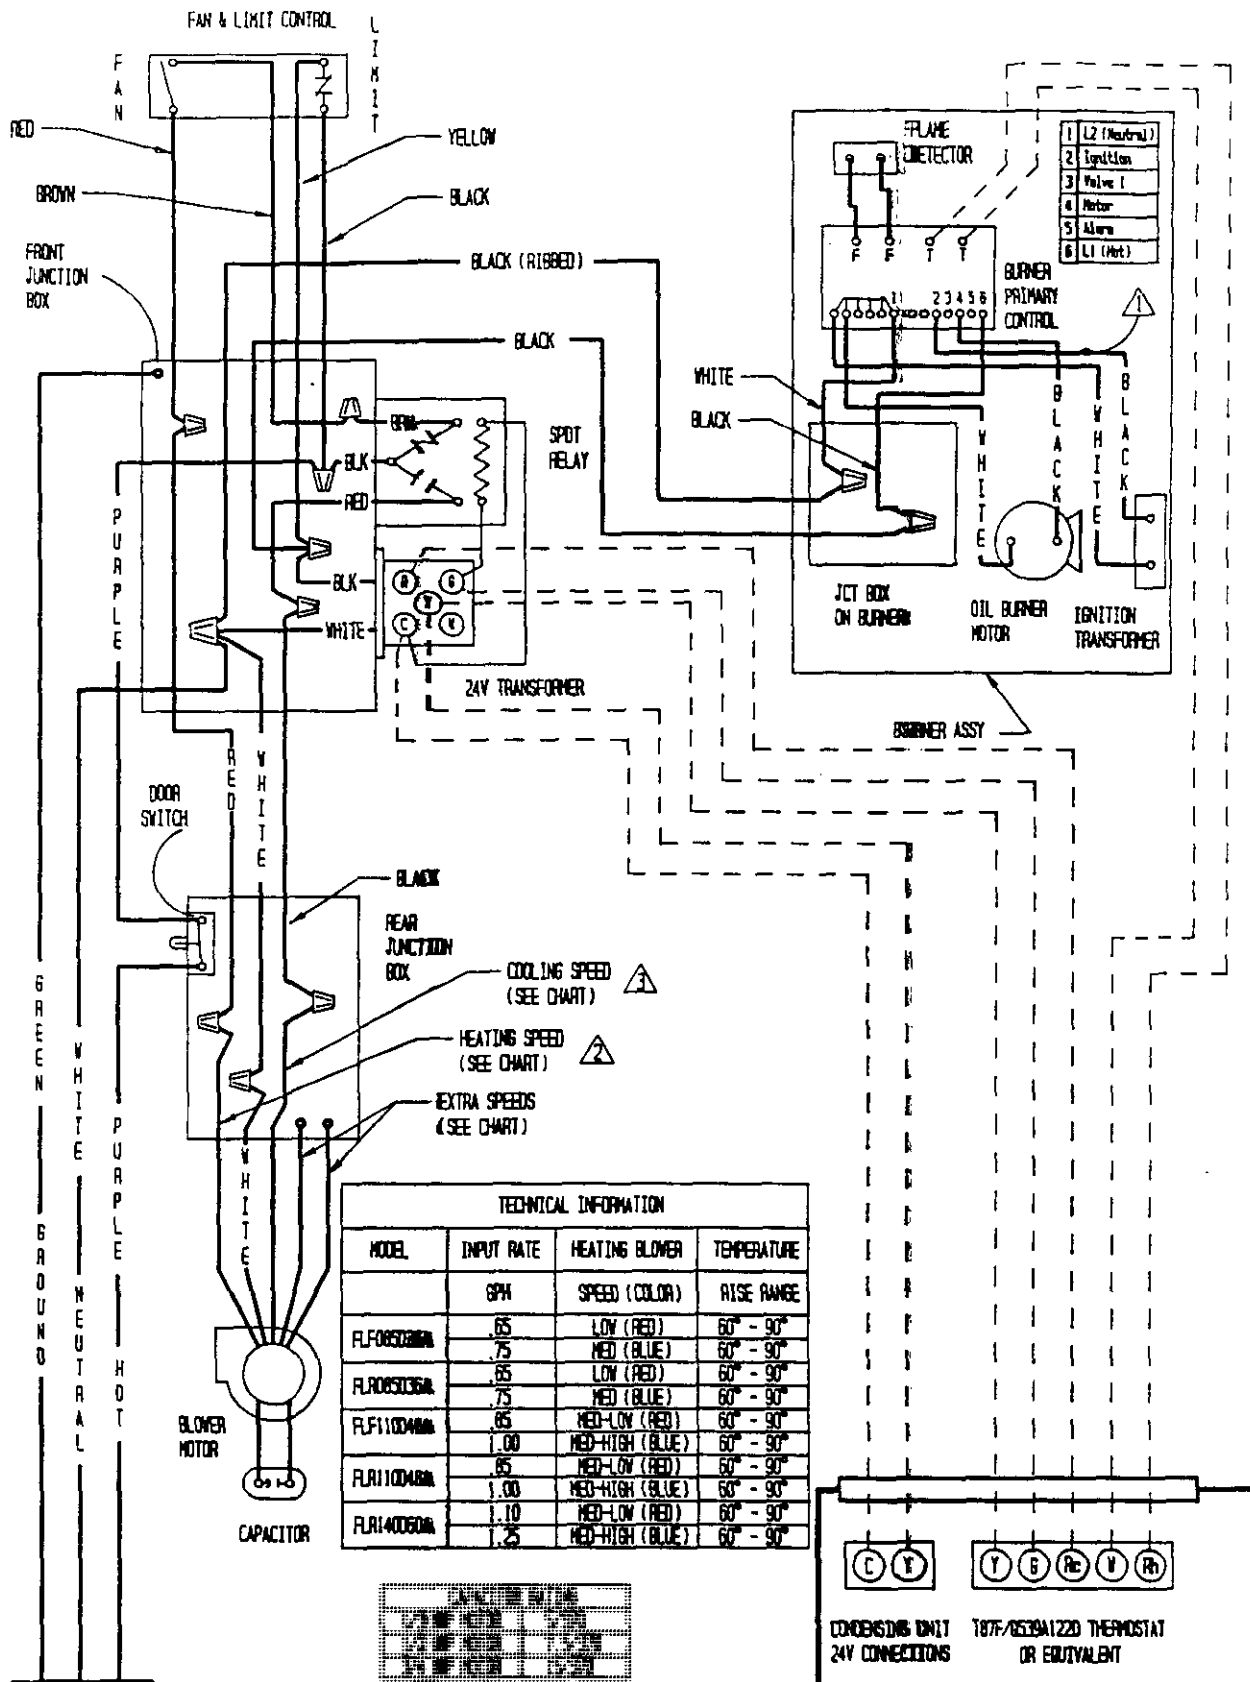 FAN & LIMIT CONTROL
LIMIT
FAN
RED
BROWN
YELLOW
BLACK
FRONT
JUNCTION
BOX
BLACK (RIBBED)
BLACK
FLAME
DETECTOR
1 L2 (Neutral)
2 Ignition
3 Valve 1
4 Motor
5 Alarm
6 L1 (Hot)
F F T T
BURNER
PRIMARY
CONTROL
1 2 3 4 5 6
1
WHITE
BLACK
BRN
BLK
RED
BLK
WHITE
SPDT
RELAY
R G
Y
C
24V TRANSFORMER
PURPLE
WHITE
BLACK
WHITE
BLACK
JCT BOX
ON BURNER
OIL BURNER
MOTOR
IGNITION
TRANSFORMER
ASSY
RED
WHITE
DOOR
SWITCH
BLACK
REAR
JUNCTION
BOX
COOLING SPEED
(SEE CHART)
3
HEATING SPEED
(SEE CHART)
2
EXTRA SPEEDS
(SEE CHART)
GREEN GROUND
WHITE NEUTRAL
PURPLE HOT
WHITE
BLOWER
MOTOR
CAPACITOR
TECHNICAL INFORMATION
MODEL INPUT RATE HEATING BLOWER TEMPERATURE
GPH SPEED (COLOR) RISE RANGE
.65 LOW (RED) 60° - 90°
.75 MED (BLUE) 60° - 90°
.65 LOW (RED) 60° - 90°
.75 MED (BLUE) 60° - 90°
.85 MED-LOW (RED) 60° - 90°
1.00 MED-HIGH (BLUE) 60° - 90°
.85 MED-LOW (RED) 60° - 90°
1.00 MED-HIGH (BLUE) 60° - 90°
1.10 MED-LOW (RED) 60° - 90°
1.25 MED-HIGH (BLUE) 60° - 90°
C Y G Rc W Rh
CONDENSING UNIT
24V CONNECTIONS
THERMOSTAT
OR EQUIVALENT